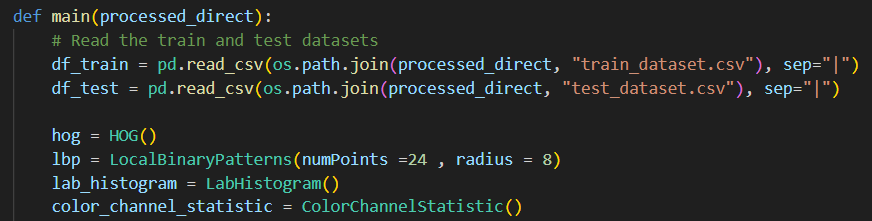 def main(processed_direct):
    # Read the train and test datasets
    df_train = pd.read_csv(os.path.join(processed_direct, "train_dataset.csv"), sep="|")
    df_test = pd.read_csv(os.path.join(processed_direct, "test_dataset.csv"), sep="|")

    hog = HOG()
    lbp = LocalBinaryPatterns(numPoints =24 , radius = 8)
    lab_histogram = LabHistogram()
    color_channel_statistic = ColorChannelStatistic()